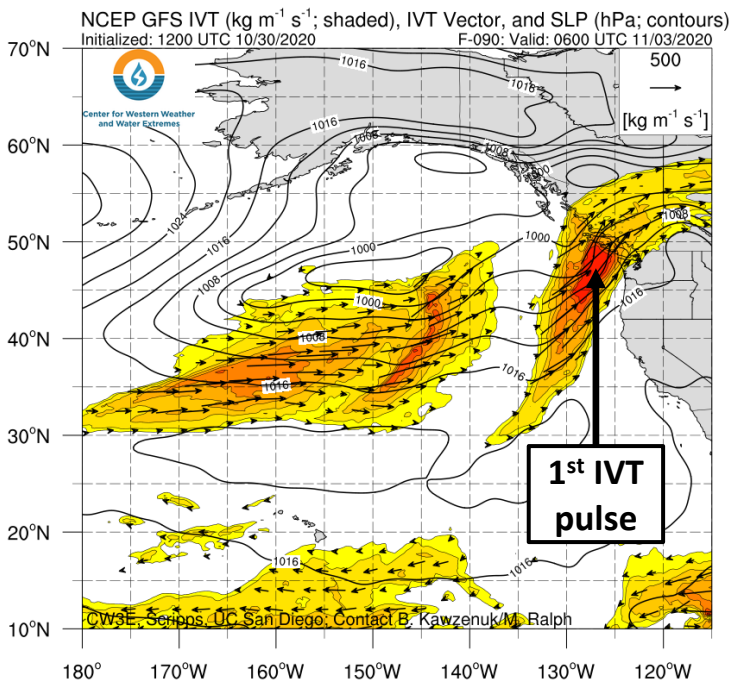 NCEP GFS IVT (kg m⁻¹ s⁻¹; shaded), IVT Vector, and SLP (hPa; contours)
Initialized: 1200 UTC 10/30/2020 F-090: Valid: 0600 UTC 11/03/2020
Center for Western Weather
and Water Extremes
500
[kg m⁻¹ s⁻¹]
70°N
60°N
50°N
40°N
30°N
20°N
10°N
1016
1016
1016
1008
1008
1000
1024
1016
1008
1000
1000
1008
1016
1008
1016
1016
1016
1st IVT
pulse
CW3E, Scripps, UC San Diego; Contact B. Kawzenuk/M. Ralph
180° 170°W 160°W 150°W 140°W 130°W 120°W